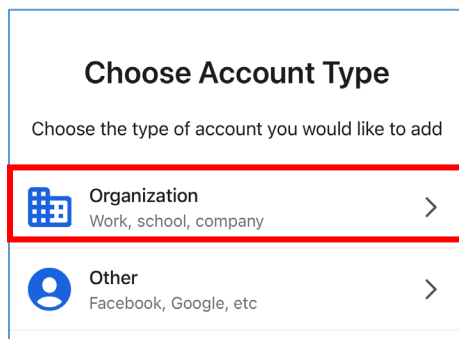 Choose Account Type
Choose the type of account you would like to add
Organization
Work, school, company
Other
Facebook, Google, etc